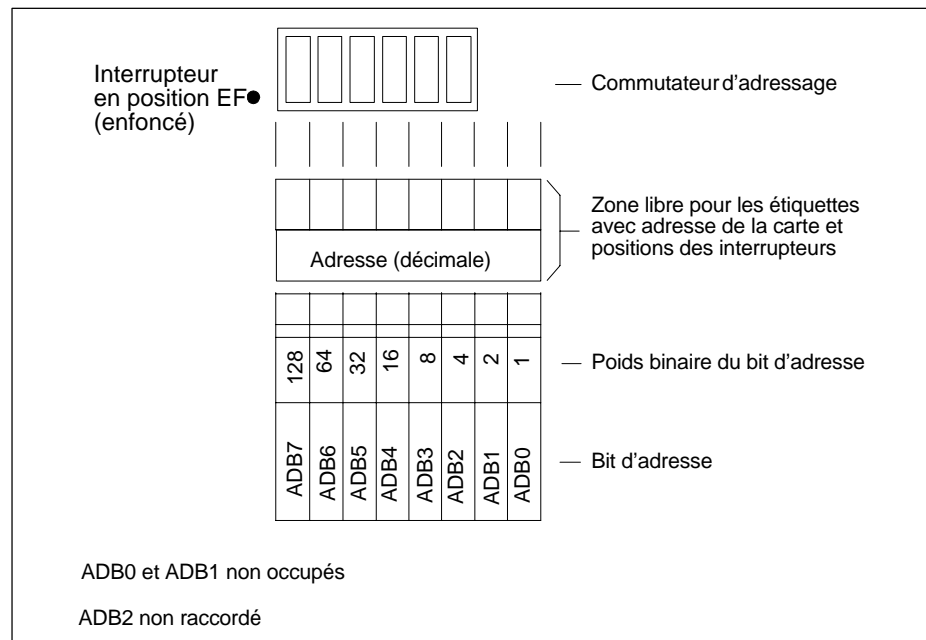 Interrupteur
en position EF
(enfoncé)
Commutateur d'adressage
Zone libre pour les étiquettes
avec adresse de la carte et
positions des interrupteurs
Adresse (décimale)
128 64 32 16 8 4 2 1
Poids binaire du bit d'adresse
ADB7 ADB6 ADB5 ADB4 ADB3 ADB2 ADB1 ADB0
Bit d'adresse
ADB0 et ADB1 non occupés
ADB2 non raccordé